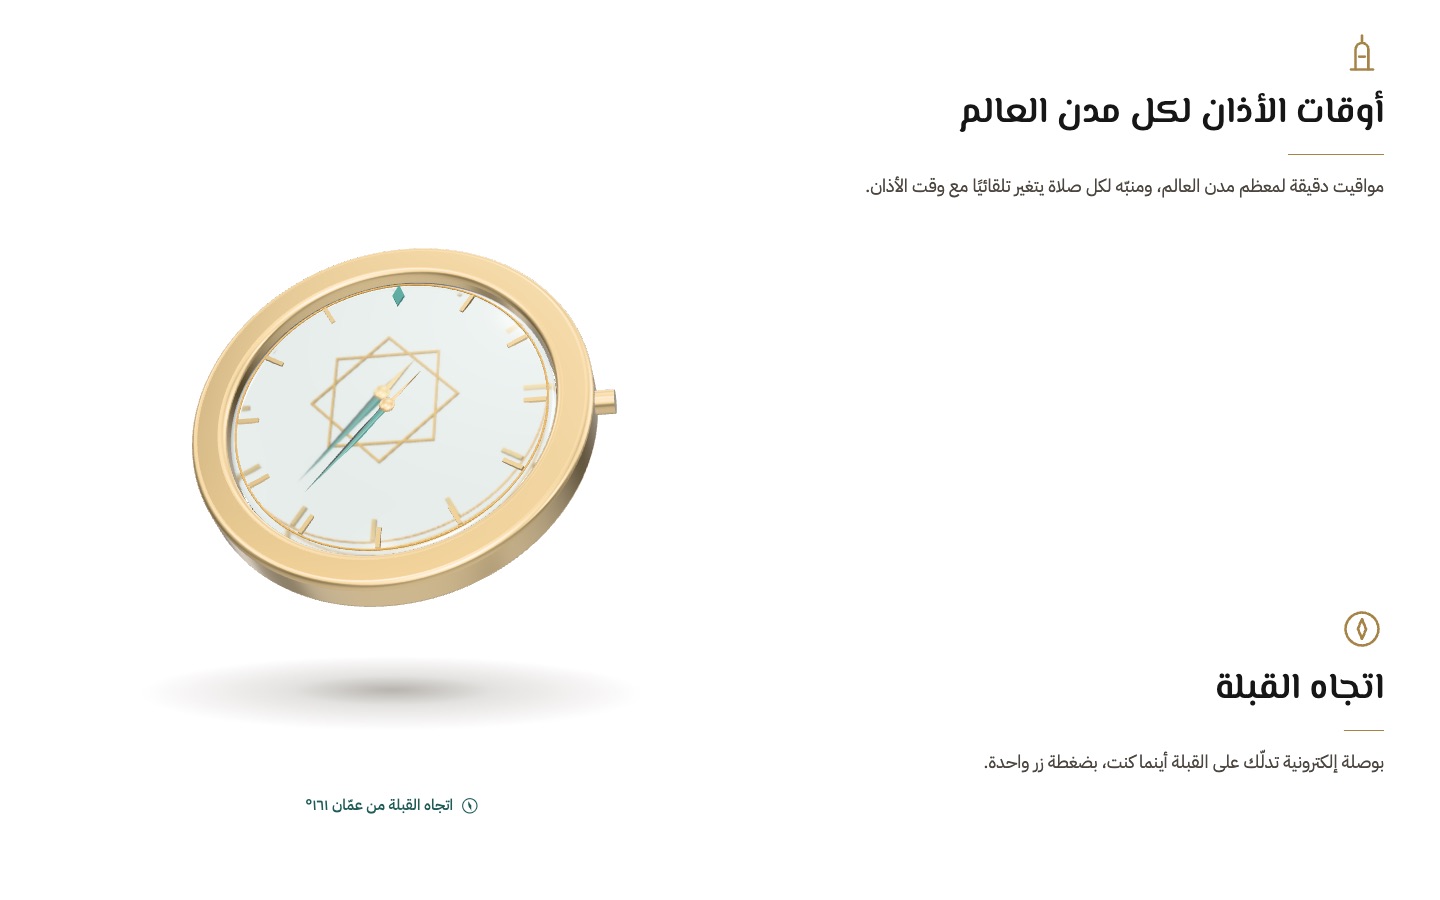 أوقات الأذان لكل مدن العالم
مواقيت دقيقة لمعظم مدن العالم، ومنبّه لكل صلاة يتغير تلقائيًا مع وقت الأذان.
اتجاه القبلة
بوصلة إلكترونية تدلّك على القبلة أينما كنت، بضغطة زر واحدة.
اتجاه القبلة من عمّان ١٦١°